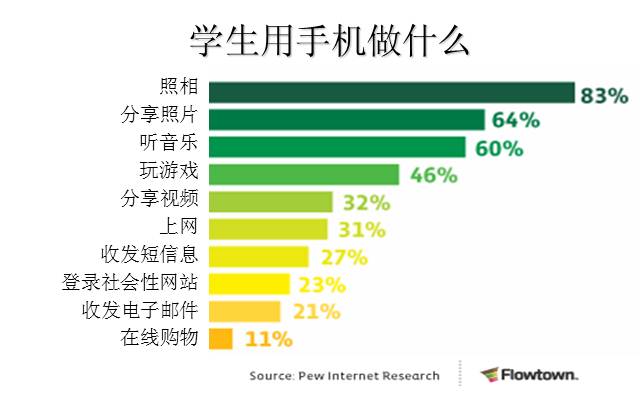 学生用手机做什么
照相 83%
分享照片 64%
听音乐 60%
玩游戏 46%
分享视频 32%
上网 31%
收发短信息 27%
登录社会性网站 23%
收发电子邮件 21%
在线购物 11%
Source: Pew Internet Research
Flowtown.